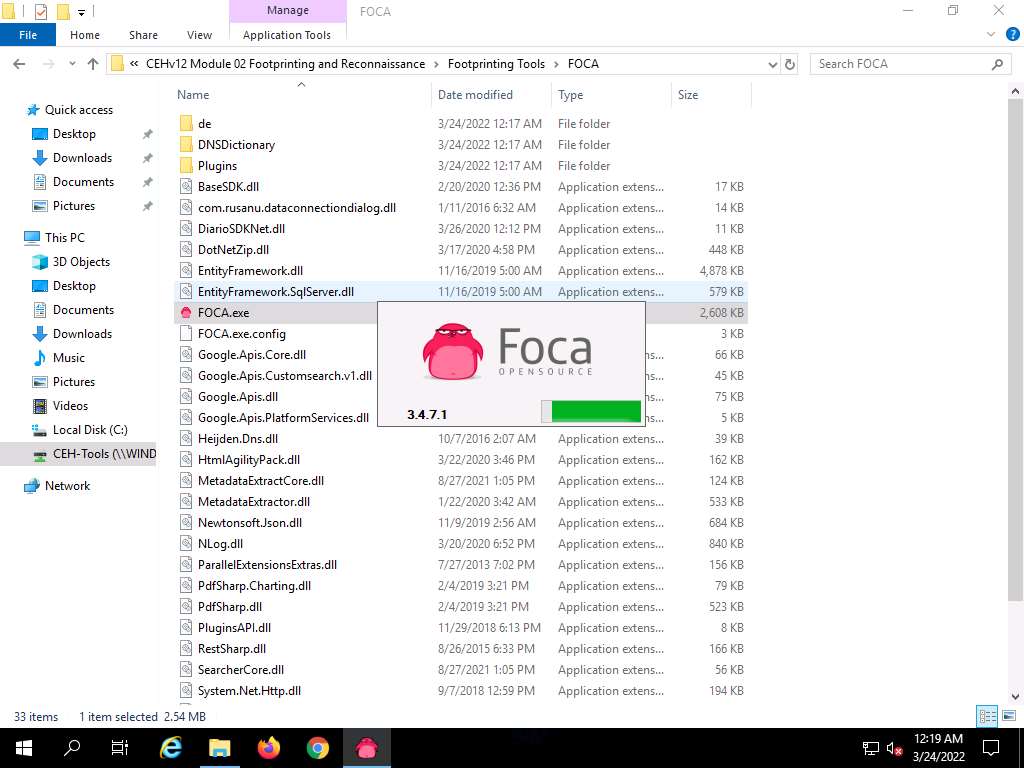 Manage
FOCA
File
Home
Share
View
Application Tools
« CEHv12 Module 02 Footprinting and Reconnaissance › Footprinting Tools › FOCA
Search FOCA
Name
Date modified
Type
Size
Quick access
Desktop
Downloads
Documents
Pictures
This PC
3D Objects
Desktop
Documents
Downloads
Music
Pictures
Videos
Local Disk (C:)
CEH-Tools (\\WIND
Network
de 3/24/2022 12:17 AM File folder
DNSDictionary 3/24/2022 12:17 AM File folder
Plugins 3/24/2022 12:17 AM File folder
BaseSDK.dll 2/20/2020 12:36 PM Application extens... 17 KB
com.rusanu.dataconnectiondialog.dll 1/11/2016 6:32 AM Application extens... 14 KB
DiarioSDKNet.dll 3/26/2020 12:12 PM Application extens... 11 KB
DotNetZip.dll 3/17/2020 4:58 PM Application extens... 448 KB
EntityFramework.dll 11/16/2019 5:00 AM Application extens... 4,878 KB
EntityFramework.SqlServer.dll 11/16/2019 5:00 AM Application extens... 579 KB
FOCA.exe 2,608 KB
FOCA.exe.config 3 KB
Google.Apis.Core.dll 66 KB
Google.Apis.Customsearch.v1.dll 45 KB
Google.Apis.dll 75 KB
Google.Apis.PlatformServices.dll 5 KB
Heijden.Dns.dll 10/7/2016 2:07 AM Application extens... 39 KB
HtmlAgilityPack.dll 3/22/2020 3:46 PM Application extens... 162 KB
MetadataExtractCore.dll 8/27/2021 1:05 PM Application extens... 124 KB
MetadataExtractor.dll 1/22/2020 3:42 AM Application extens... 533 KB
Newtonsoft.Json.dll 11/9/2019 2:56 AM Application extens... 684 KB
NLog.dll 3/20/2020 6:52 PM Application extens... 840 KB
ParallelExtensionsExtras.dll 7/27/2013 7:02 PM Application extens... 156 KB
PdfSharp.Charting.dll 2/4/2019 3:21 PM Application extens... 79 KB
PdfSharp.dll 2/4/2019 3:21 PM Application extens... 523 KB
PluginsAPI.dll 11/29/2018 6:13 PM Application extens... 8 KB
RestSharp.dll 8/26/2015 6:33 PM Application extens... 166 KB
SearcherCore.dll 8/27/2021 1:05 PM Application extens... 56 KB
System.Net.Http.dll 9/7/2018 12:59 PM Application extens... 194 KB
Foca
OPENSOURCE
3.4.7.1
33 items
1 item selected 2.54 MB
12:19 AM
3/24/2022